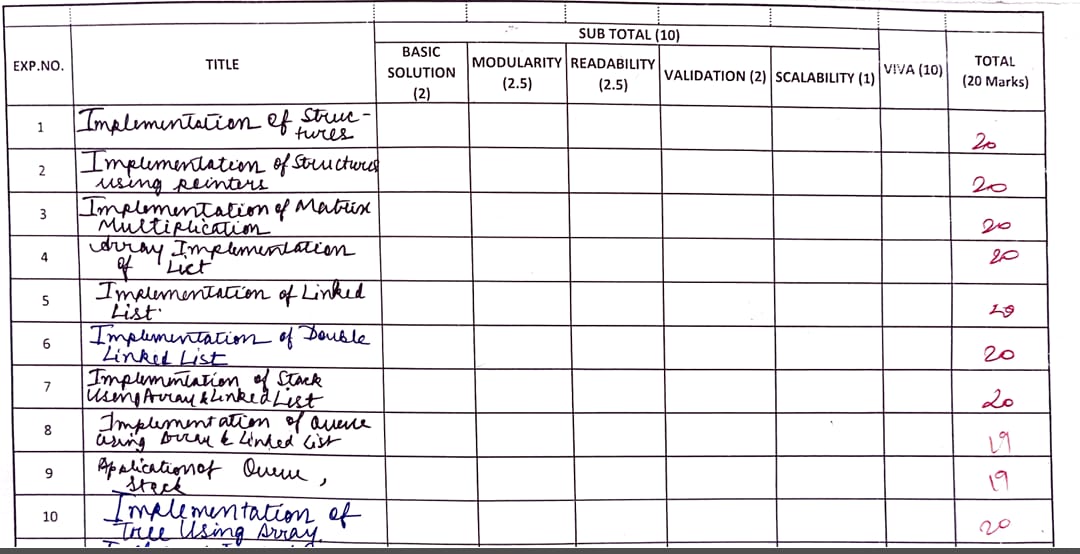 SUB TOTAL (10)
EXP.NO. TITLE BASIC SOLUTION (2) MODULARITY (2.5) READABILITY (2.5) VALIDATION (2) SCALABILITY (1) VIVA (10) TOTAL (20 Marks)
1 Implementation of Struc-
tures 20
2 Implementation of Structures
using pointers 20
3 Implementation of Matrix
Multiplication 20
4 Array Implementation
of List 20
5 Implementation of Linked
List.
6 Implementation of Double
Linked List 20
7 Implementation of Stack
Using Array & Linked List 20
8 Implementation of Queue
using Array & Linked List 19
9 Application of Queue,
Stack 19
10 Implementation of
Tree Using Array. 20